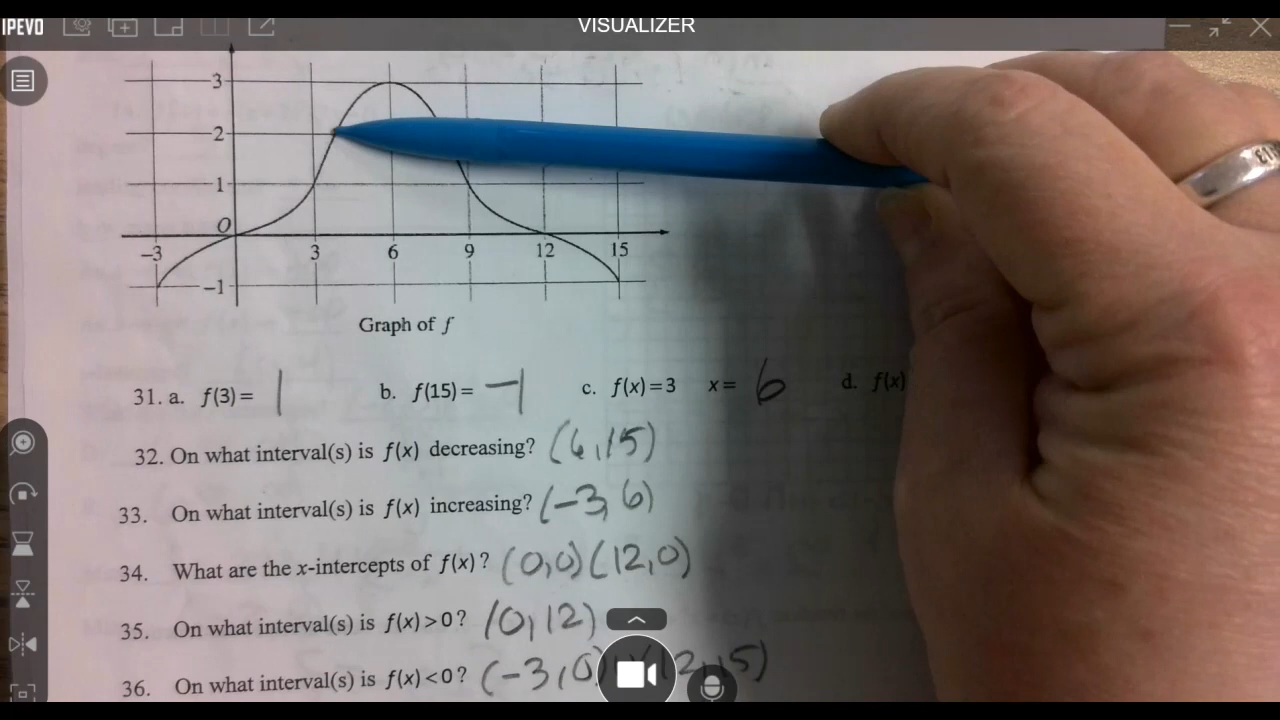 IPEVO
VISUALIZER
3
2
1
O
-3 3 6 9 12 15
-1
Graph of f
31. a. f(3) = 1 b. f(15) = -1 c. f(x) = 3 x = 6 d. f(x)
32. On what interval(s) is f(x) decreasing? (6,15)
33. On what interval(s) is f(x) increasing? (-3,6)
34. What are the x-intercepts of f(x)? (0,0)(12,0)
35. On what interval(s) is f(x) > 0? (0,12)
36. On what interval(s) is f(x) < 0? (-3,0) (12,15)